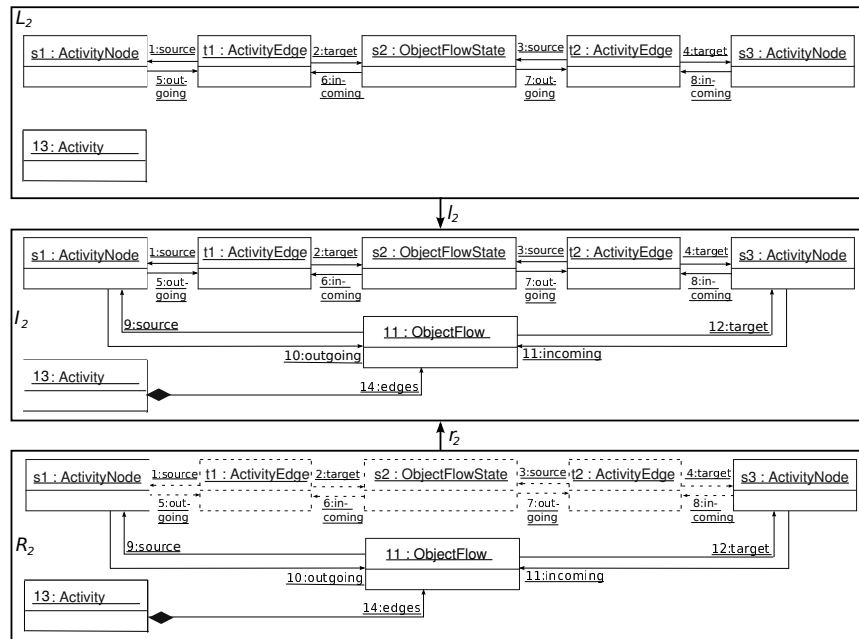 L2
s1 : ActivityNode
1:source
t1 : ActivityEdge
2:target
s2 : ObjectFlowState
3:source
t2 : ActivityEdge
4:target
s3 : ActivityNode
5:out-
going
6:in-
coming
7:out-
going
8:in-
coming
13: Activity
l2
s1 : ActivityNode
1:source
t1 : ActivityEdge
2:target
s2 : ObjectFlowState
3:source
t2 : ActivityEdge
4:target
s3 : ActivityNode
5:out-
going
6:in-
coming
7:out-
going
8:in-
coming
I2
9:source
11 : ObjectFlow
12:target
10:outgoing
11:incoming
13: Activity
14:edges
r2
s1 : ActivityNode
1:source
t1 : ActivityEdge
2:target
s2 : ObjectFlowState
3:source
t2 : ActivityEdge
4:target
s3 : ActivityNode
5:out-
going
6:in-
coming
7:out-
going
8:in-
coming
R2
9:source
11 : ObjectFlow
12:target
10:outgoing
11:incoming
13: Activity
14:edges